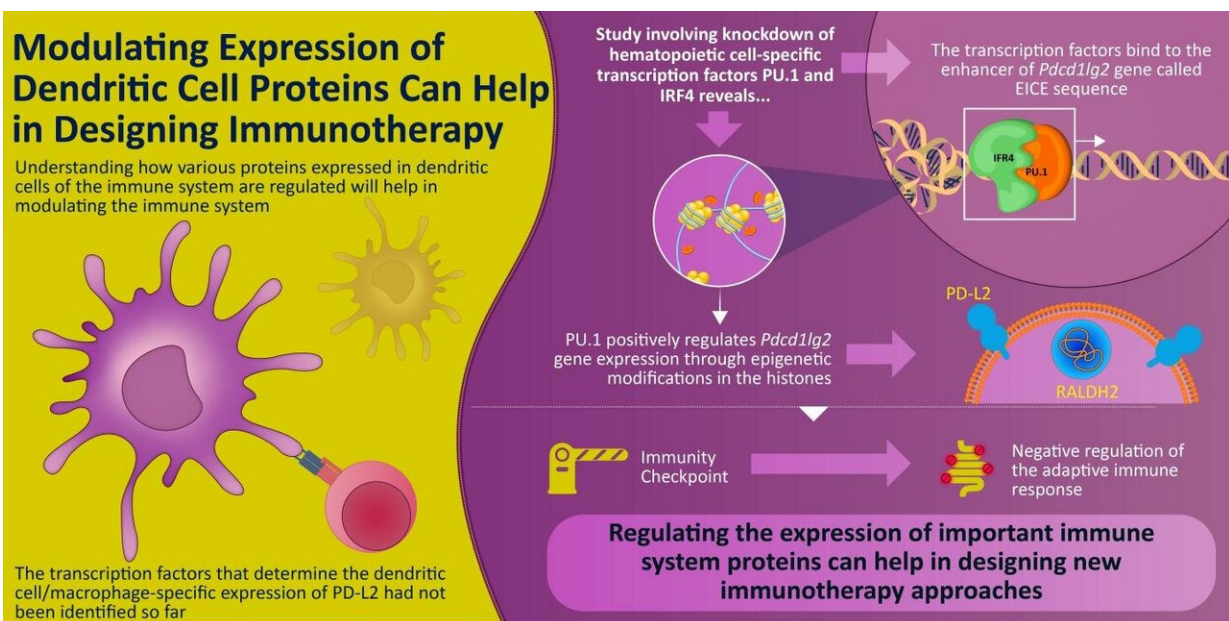 Modulating Expression of
Dendritic Cell Proteins Can Help
in Designing Immunotherapy
Understanding how various proteins expressed in dendritic
cells of the immune system are regulated will help in
modulating the immune system
The transcription factors that determine the dendritic
cell/macrophage-specific expression of PD-L2 had not
been identified so far
Study involving knockdown of
hematopoietic cell-specific
transcription factors PU.1 and
IRF4 reveals...
The transcription factors bind to the
enhancer of Pdcd1lg2 gene called
EICE sequence
IFR4
PU.1
PU.1 positively regulates Pdcd1lg2
gene expression through epigenetic
modifications in the histones
PD-L2
RALDH2
Immunity
Checkpoint
Negative regulation of
the adaptive immune
response
Regulating the expression of important immune
system proteins can help in designing new
immunotherapy approaches